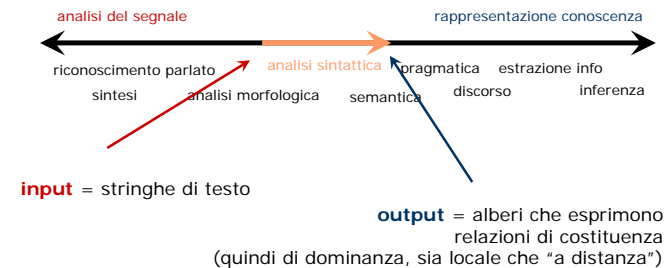 analisi del segnale
rappresentazione conoscenza
analisi sintattica
riconoscimento parlato
pragmatica
estrazione info
sintesi
analisi morfologica
semantica
discorso
inferenza
input = stringhe di testo
output = alberi che esprimono
relazioni di costituenza
(quindi di dominanza, sia locale che “a distanza”)